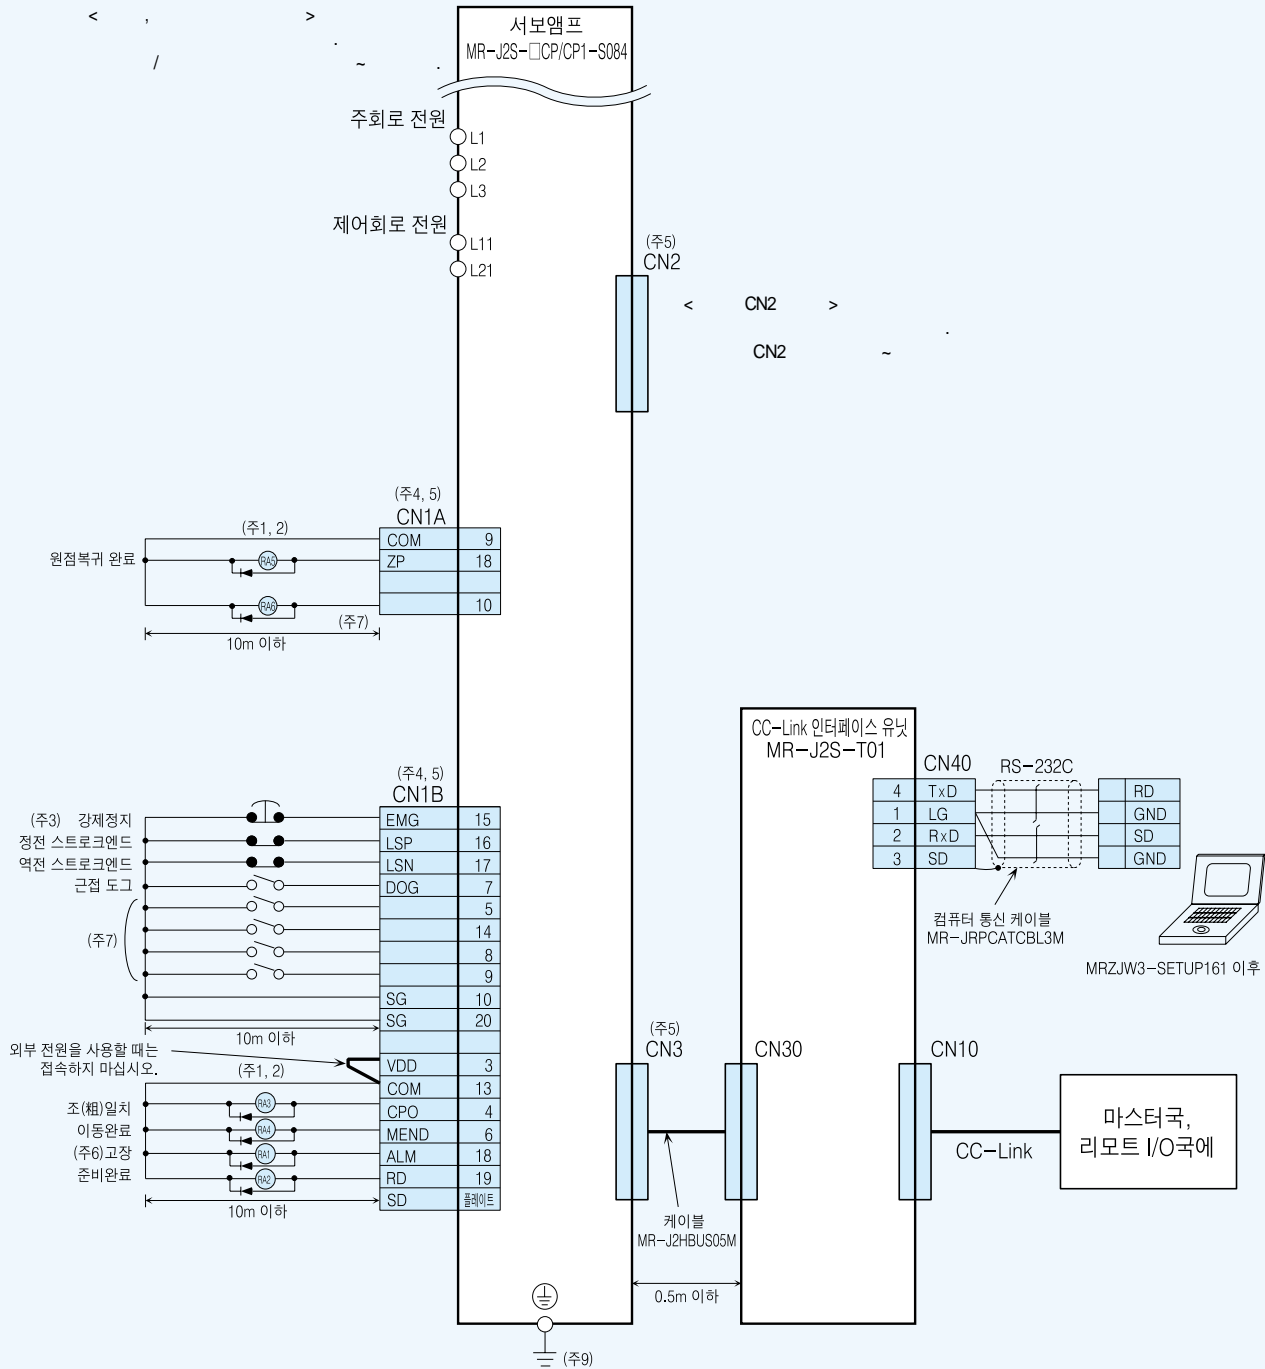 < , >
.
/ ~ .
서보앰프
MR-J2S-□CP/CP1-S084
주회로 전원
L1
L2
L3
제어회로 전원
L11
L21
(주5)
CN2
< CN2 >
.
CN2 ~
(주4, 5)
CN1A
(주1, 2)
COM 9
원점복귀 완료 RA5 ZP 18
RA6 10
(주7)
10m 이하
CC-Link 인터페이스 유닛
MR-J2S-T01
CN40 RS-232C
4 TxD RD
1 LG GND
2 RxD SD
3 SD GND
컴퓨터 통신 케이블
MR-JRPCATCBL3M
MRZJW3-SETUP161 이후
(주4, 5)
CN1B
(주3) 강제정지 EMG 15
정전 스트로크엔드 LSP 16
역전 스트로크엔드 LSN 17
근접 도그 DOG 7
5
(주7) 14
8
9
SG 10
SG 20
10m 이하
외부 전원을 사용할 때는
접속하지 마십시오.
VDD 3
(주1, 2)
COM 13
조(粗)일치 RA3 CPO 4
이동완료 RA4 MEND 6
(주6)고장 RA1 ALM 18
준비완료 RA2 RD 19
SD 플레이트
10m 이하
(주5)
CN3
CN30
CN10
CC-Link
마스터국,
리모트 I/O국에
케이블
MR-J2HBUS05M
0.5m 이하
(주9)